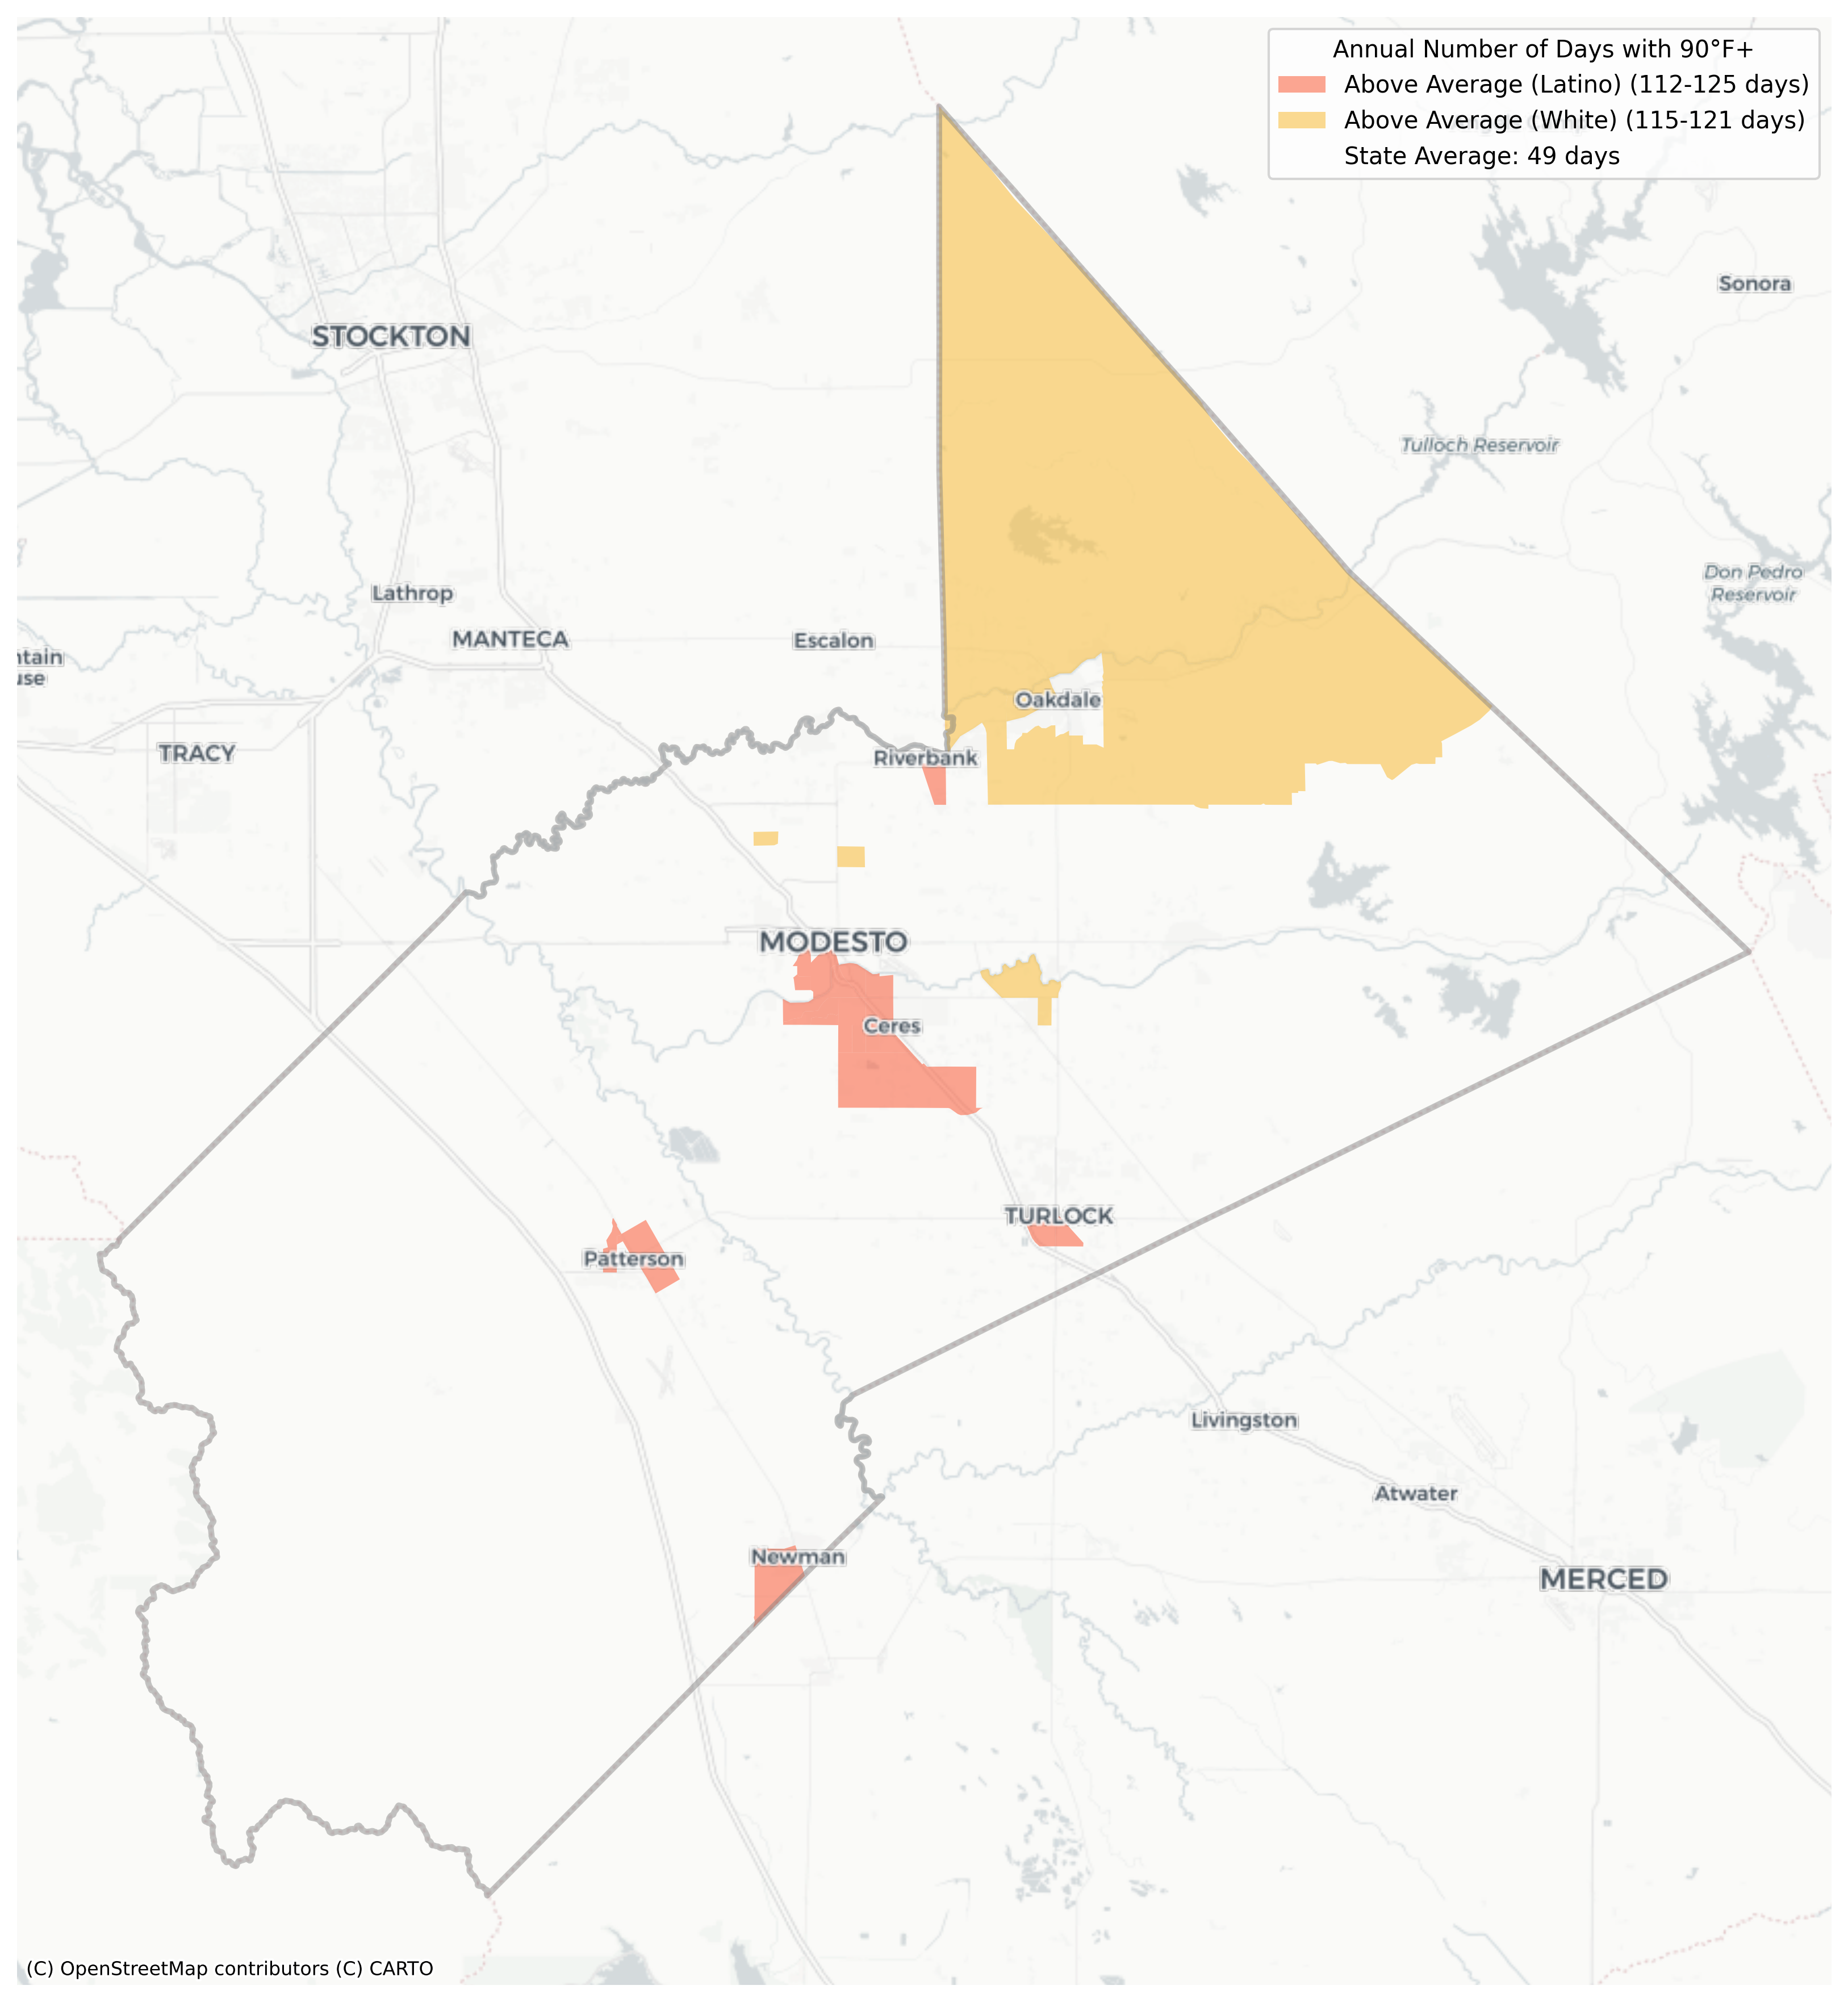 Annual Number of Days with 90°F+
Above Average (Latino) (112-125 days)
Above Average (White) (115-121 days)
State Average: 49 days
Sonora
STOCKTON
Tulloch Reservoir
Don Pedro
Reservoir
Lathrop
MANTECA
Escalon
ntain
use
Oakdale
TRACY
Riverbank
MODESTO
Ceres
TURLOCK
Patterson
Livingston
Atwater
Newman
MERCED
(C) OpenStreetMap contributors (C) CARTO